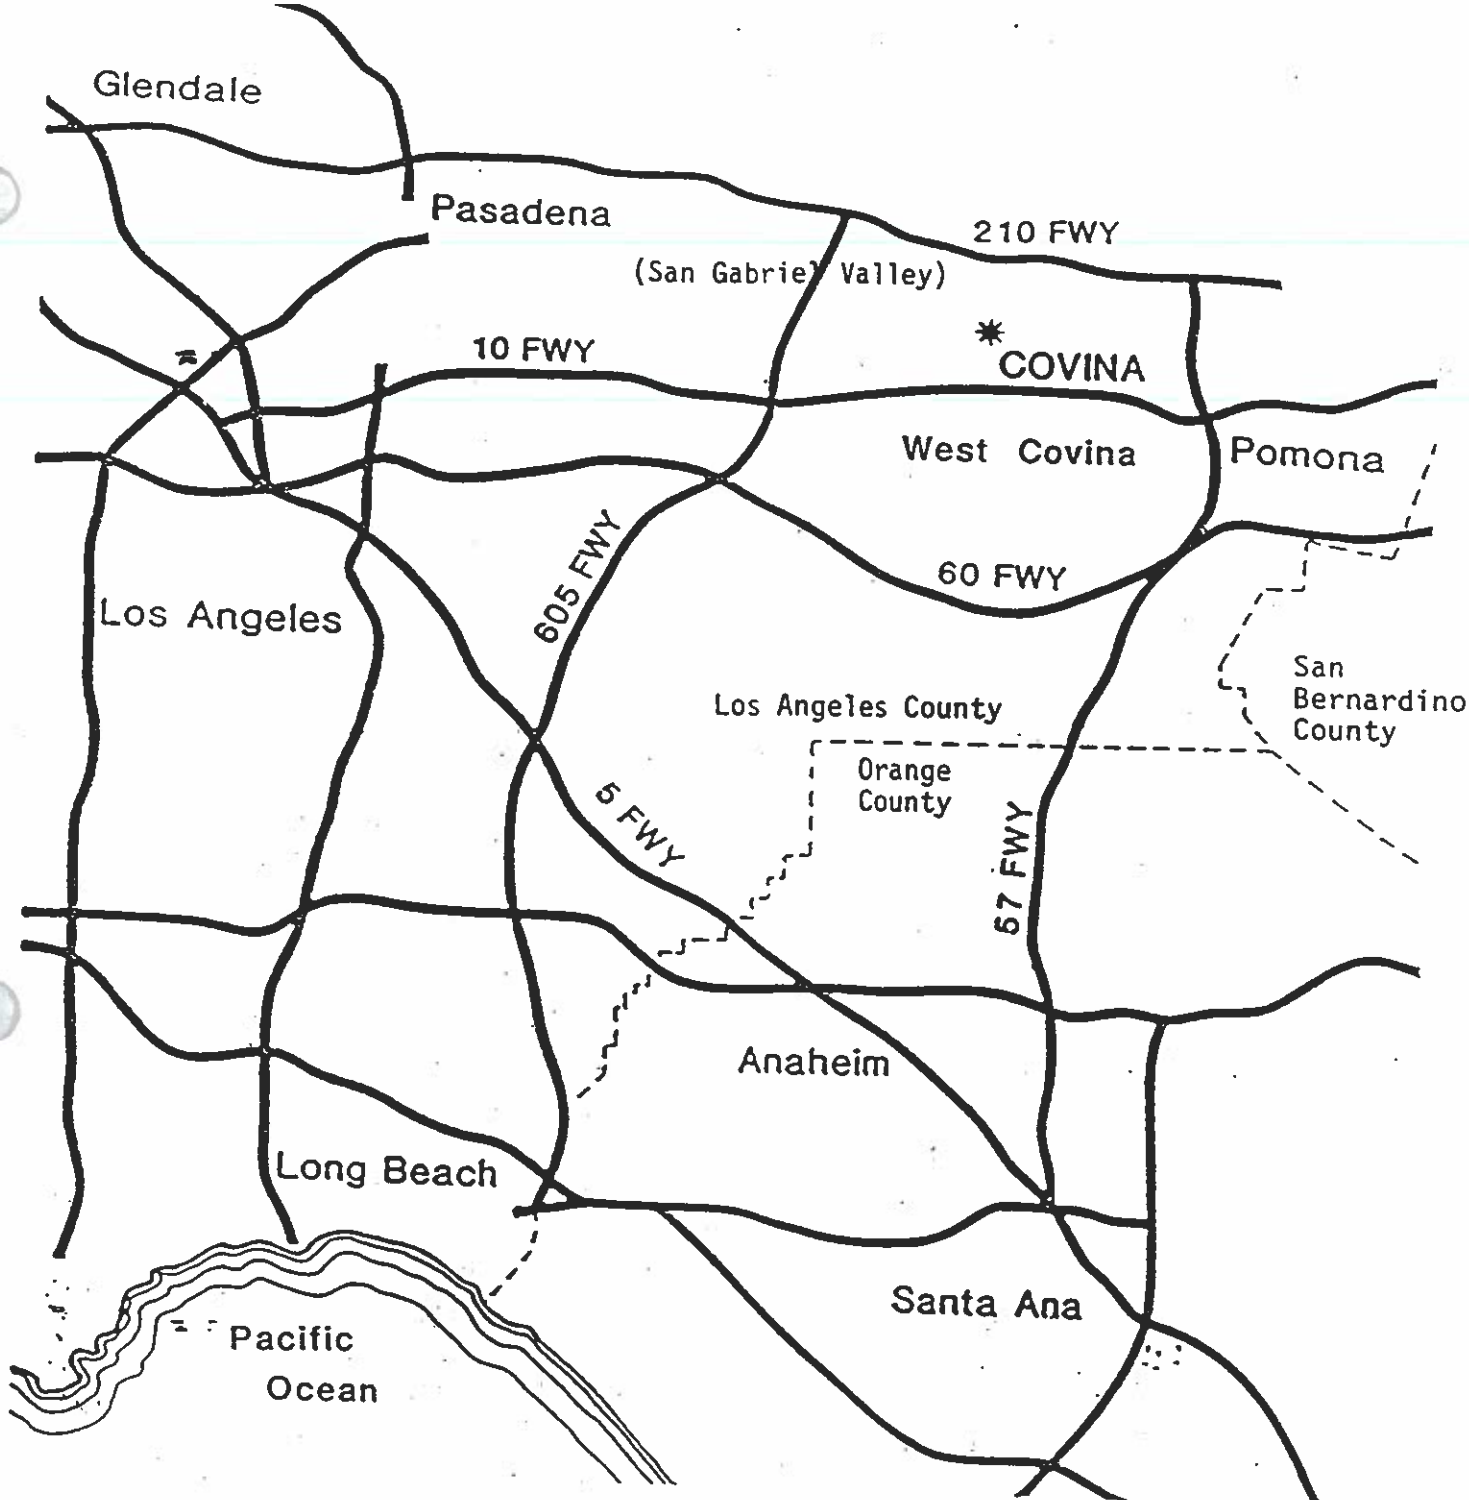 Glendale
Pasadena
210 FWY
(San Gabriel Valley)
10 FWY
COVINA
West Covina
Pomona
605 FWY
60 FWY
Los Angeles
San
Bernardino
County
Los Angeles County
Orange
County
5 FWY
57 FWY
Anaheim
Long Beach
Santa Ana
Pacific
Ocean